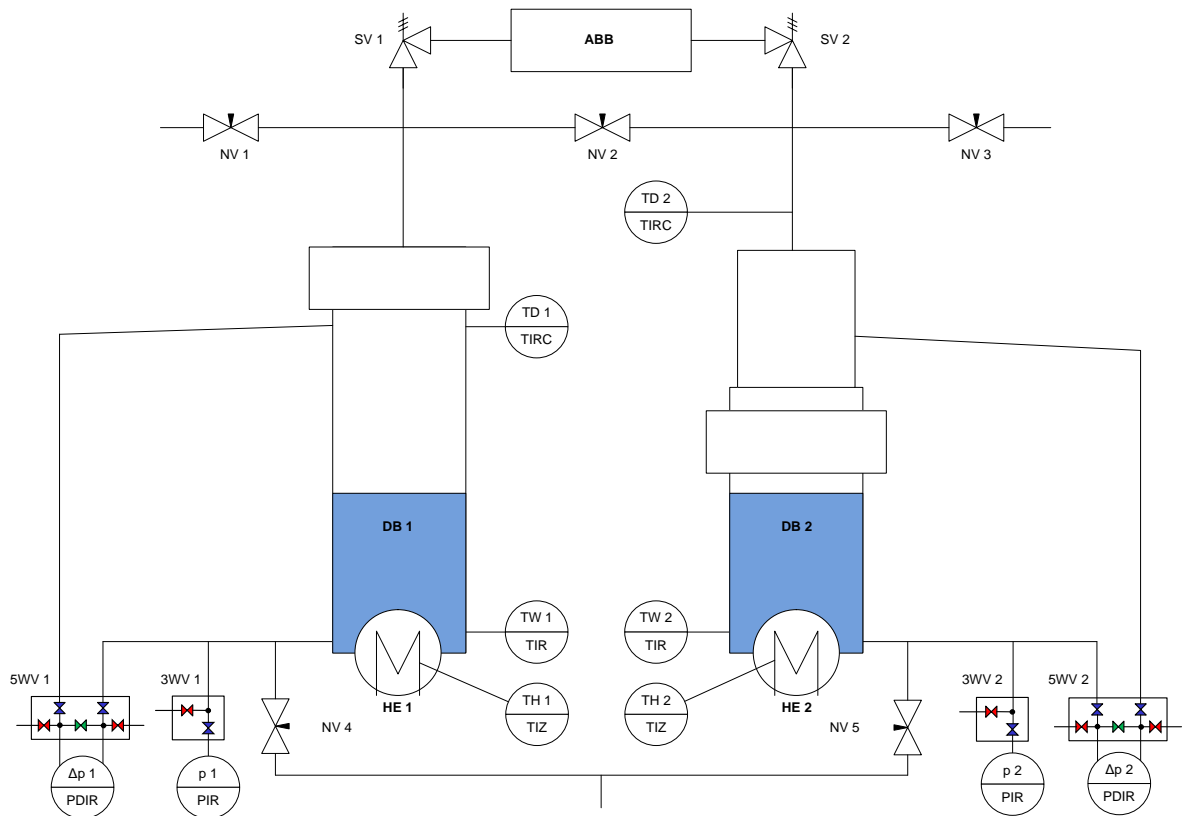 SV 1
ABB
SV 2
NV 1
NV 2
NV 3
TD 2
TIRC
TD 1
TIRC
DB 1
DB 2
TW 1
TIR
TW 2
TIR
5WV 1
3WV 1
3WV 2
5WV 2
HE 1
TH 1
TIZ
TH 2
TIZ
HE 2
NV 4
NV 5
Δp 1
PDIR
p 1
PIR
p 2
PIR
Δp 2
PDIR